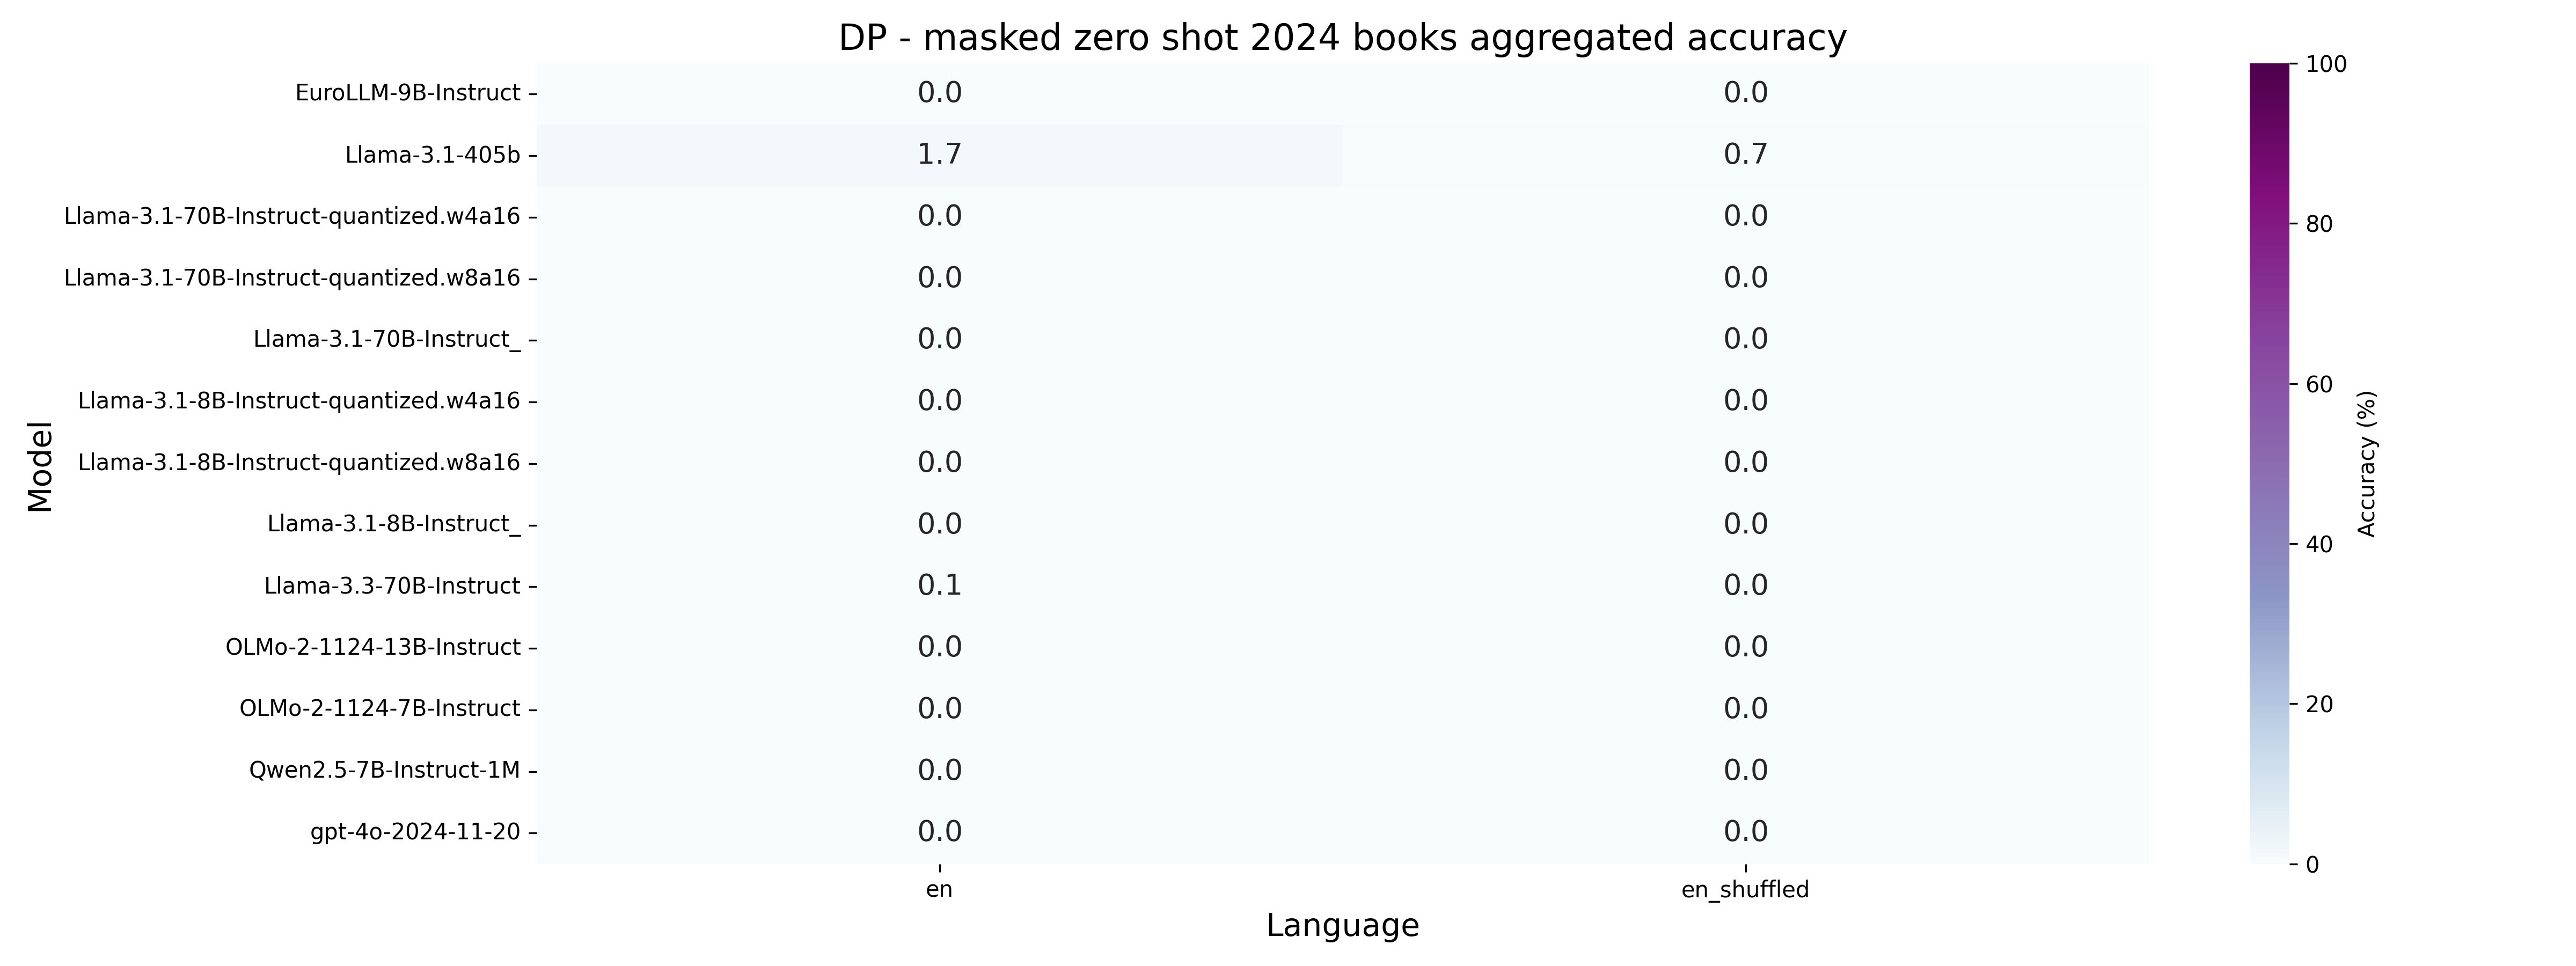 DP - masked zero shot 2024 books aggregated accuracy
Model
EuroLLM-9B-Instruct 0.0 0.0
Llama-3.1-405b 1.7 0.7
Llama-3.1-70B-Instruct-quantized.w4a16 0.0 0.0
Llama-3.1-70B-Instruct-quantized.w8a16 0.0 0.0
Llama-3.1-70B-Instruct_ 0.0 0.0
Llama-3.1-8B-Instruct-quantized.w4a16 0.0 0.0
Llama-3.1-8B-Instruct-quantized.w8a16 0.0 0.0
Llama-3.1-8B-Instruct_ 0.0 0.0
Llama-3.3-70B-Instruct 0.1 0.0
OLMo-2-1124-13B-Instruct 0.0 0.0
OLMo-2-1124-7B-Instruct 0.0 0.0
Qwen2.5-7B-Instruct-1M 0.0 0.0
gpt-4o-2024-11-20 0.0 0.0
en en_shuffled
Language
100
80
60
40
20
0
Accuracy (%)